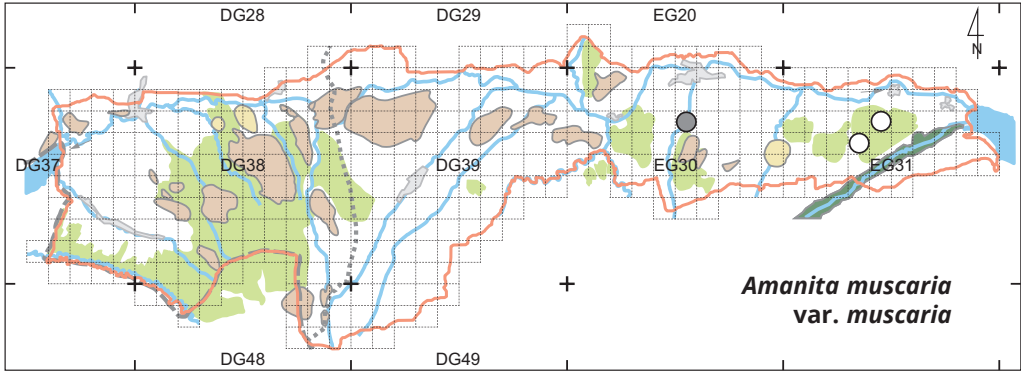 DG28 DG29 EG20
N
DG37 DG38 DG39 EG30 EG31
Amanita muscaria
var. muscaria
DG48 DG49